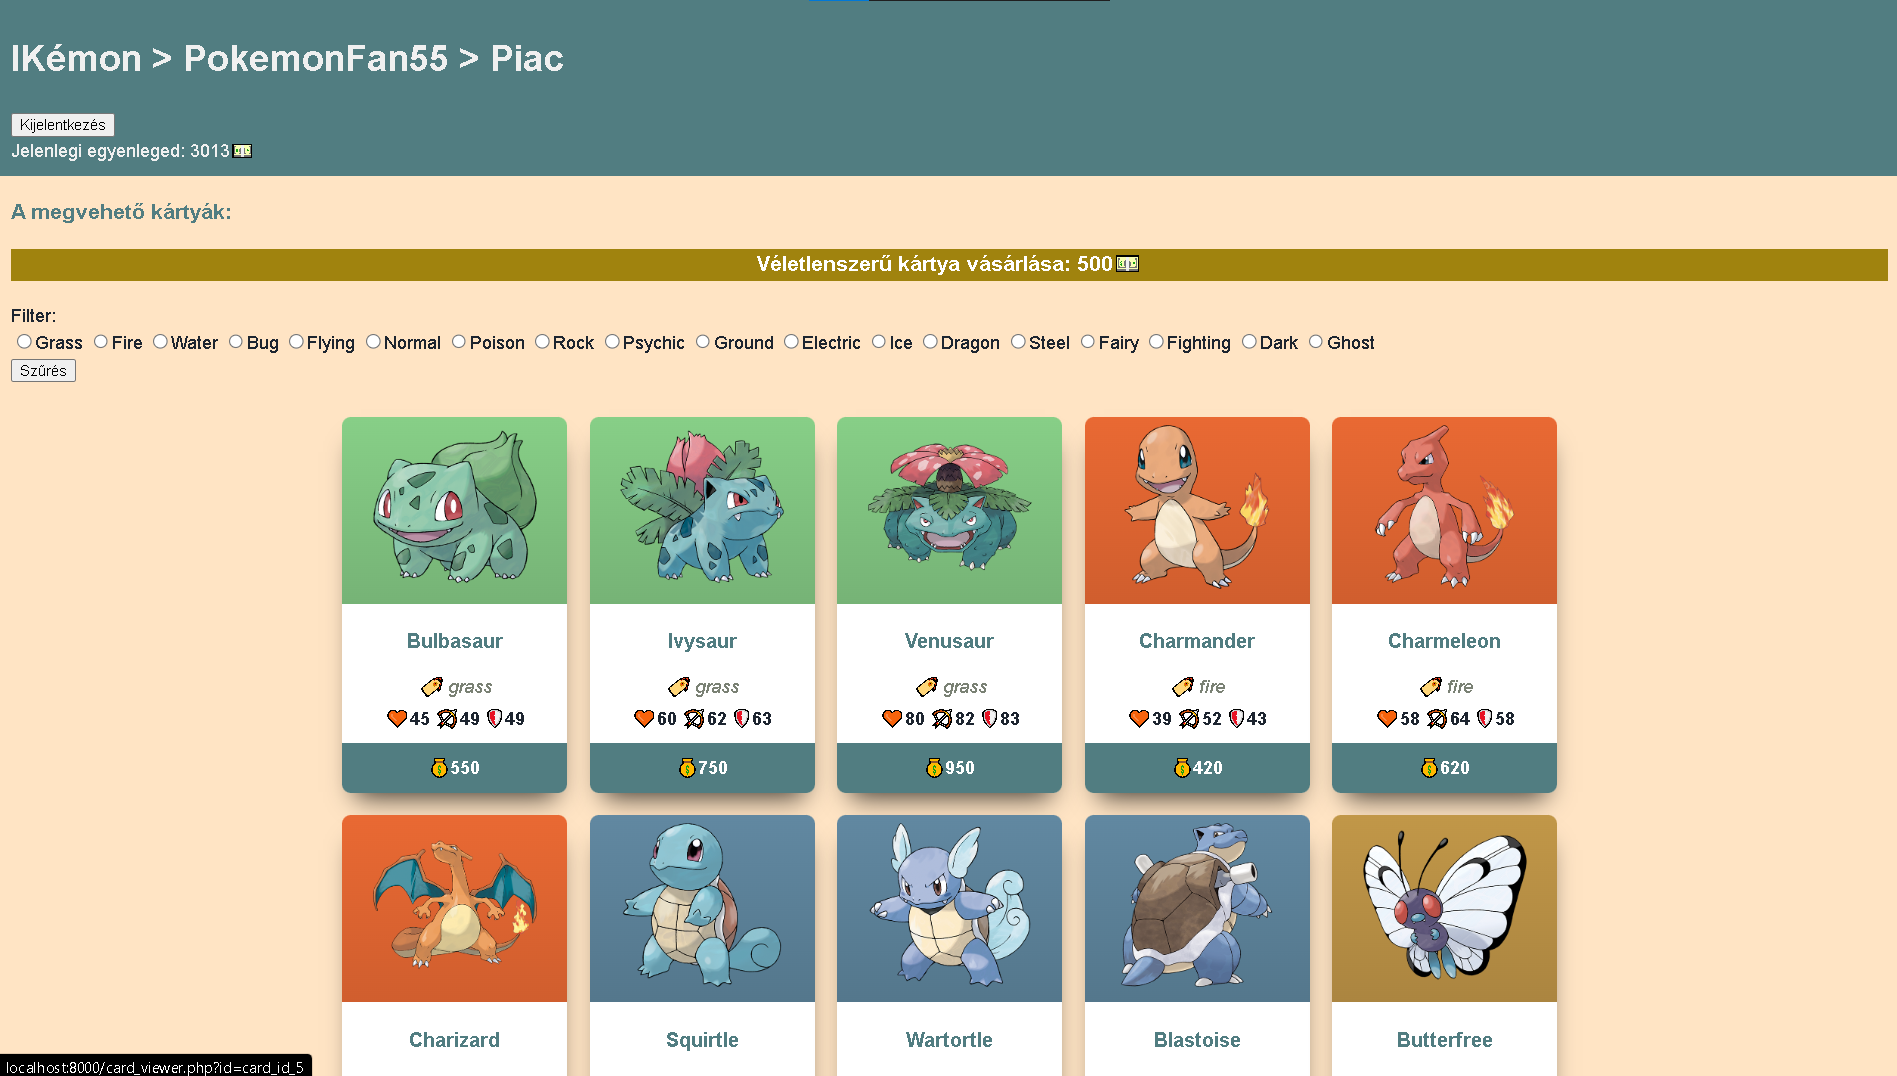 IKémon > PokemonFan55 > Piac
Kijelentkezés
Jelenlegi egyenleged: 3013
A megvehető kártyák:
Véletlenszerű kártya vásárlása: 500
Filter:
Grass Fire Water Bug Flying Normal Poison Rock Psychic Ground Electric Ice Dragon Steel Fairy Fighting Dark Ghost
Szűrés
Bulbasaur Ivysaur Venusaur Charmander Charmeleon
grass grass grass fire fire
45 49 49 60 62 63 80 82 83 39 52 43 58 64 58
550 750 950 420 620
Charizard Squirtle Wartortle Blastoise Butterfree
localhost:8000/card_viewer.php?id=card_id_5